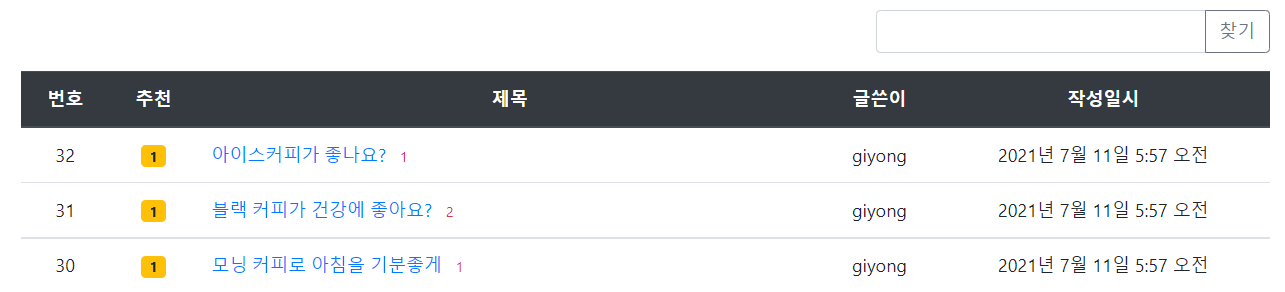 찾기
번호 추천 제목 글쓴이 작성일시
32 1 아이스커피가 좋나요? 1 giyong 2021년 7월 11일 5:57 오전
31 1 블랙 커피가 건강에 좋아요? 2 giyong 2021년 7월 11일 5:57 오전
30 1 모닝 커피로 아침을 기분좋게 1 giyong 2021년 7월 11일 5:57 오전